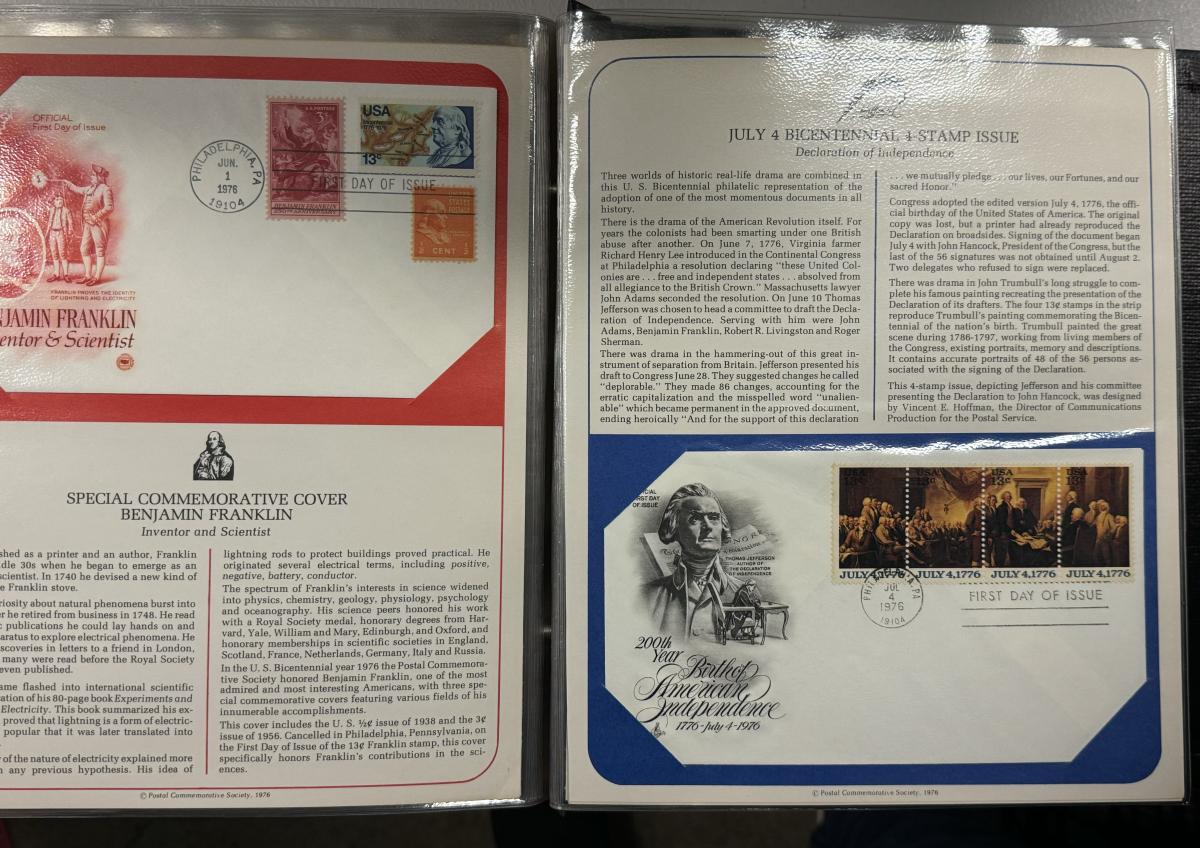 OFFICIAL
First Day of Issue
PHILADELPHIA, PA
JUN.
1
1976
19104
U.S. POSTAGE
3¢
BENJAMIN FRANKLIN
250TH ANNIVERSARY
USA
Bicentennial
1776-1976
13¢
FIRST DAY OF ISSUE
UNITED
STATES
POSTAGE
½ CENT ½
FRANKLIN PROVES THE IDENTITY
OF LIGHTNING AND ELECTRICITY
NJAMIN FRANKLIN
entor & Scientist
SPECIAL COMMEMORATIVE COVER
BENJAMIN FRANKLIN
Inventor and Scientist
shed as a printer and an author, Franklin
dle 30s when he began to emerge as an
scientist. In 1740 he devised a new kind of
e Franklin stove.
riosity about natural phenomena burst into
er he retired from business in 1748. He read
c publications he could lay hands on and
aratus to explore electrical phenomena. He
scoveries in letters to a friend in London,
many were read before the Royal Society
even published.
ame flashed into international scientific
cation of his 80-page book Experiments and
Electricity. This book summarized his ex-
proved that lightning is a form of electric-
popular that it was later translated into
y of the nature of electricity explained more
n any previous hypothesis. His idea of
lightning rods to protect buildings proved practical. He
originated several electrical terms, including positive,
negative, battery, conductor.
The spectrum of Franklin's interests in science widened
into physics, chemistry, geology, physiology, psychology
and oceanography. His science peers honored his work
with a Royal Society medal, honorary degrees from Har-
vard, Yale, William and Mary, Edinburgh, and Oxford, and
honorary memberships in scientific societies in England,
Scotland, France, Netherlands, Germany, Italy and Russia.
In the U. S. Bicentennial year 1976 the Postal Commemora-
tive Society honored Benjamin Franklin, one of the most
admired and most interesting Americans, with three spe-
cial commemorative covers featuring various fields of his
innumerable accomplishments.
This cover includes the U. S. ½¢ issue of 1938 and the 3¢
issue of 1956. Cancelled in Philadelphia, Pennsylvania, on
the First Day of Issue of the 13¢ Franklin stamp, this cover
specifically honors Franklin's contributions in the sci-
ences.
© Postal Commemorative Society, 1976
JULY 4 BICENTENNIAL 4-STAMP ISSUE
Declaration of Independence
Three worlds of historic real-life drama are combined in
this U. S. Bicentennial philatelic representation of the
adoption of one of the most momentous documents in all
history.
There is the drama of the American Revolution itself. For
years the colonists had been smarting under one British
abuse after another. On June 7, 1776, Virginia farmer
Richard Henry Lee introduced in the Continental Congress
at Philadelphia a resolution declaring "these United Col-
onies are . . . free and independent states . . . absolved from
all allegiance to the British Crown." Massachusetts lawyer
John Adams seconded the resolution. On June 10 Thomas
Jefferson was chosen to head a committee to draft the Decla-
ration of Independence. Serving with him were John
Adams, Benjamin Franklin, Robert R. Livingston and Roger
Sherman.
There was drama in the hammering-out of this great in-
strument of separation from Britain. Jefferson presented his
draft to Congress June 28. They suggested changes he called
"deplorable." They made 86 changes, accounting for the
erratic capitalization and the misspelled word "unalien-
able" which became permanent in the approved document,
ending heroically "And for the support of this declaration
. . . we mutually pledge . . . our lives, our Fortunes, and our
sacred Honor."
Congress adopted the edited version July 4, 1776, the offi-
cial birthday of the United States of America. The original
copy was lost, but a printer had already reproduced the
Declaration on broadsides. Signing of the document began
July 4 with John Hancock, President of the Congress, but the
last of the 56 signatures was not obtained until August 2.
Two delegates who refused to sign were replaced.
There was drama in John Trumbull's long struggle to com-
plete his famous painting recreating the presentation of the
Declaration of its drafters. The four 13¢ stamps in the strip
reproduce Trumbull's painting commemorating the Bicen-
tennial of the nation's birth. Trumbull painted the great
scene during 1786-1797, working from living members of
the Congress, existing portraits, memory and descriptions.
It contains accurate portraits of 48 of the 56 persons as-
sociated with the signing of the Declaration.
This 4-stamp issue, depicting Jefferson and his committee
presenting the Declaration to John Hancock, was designed
by Vincent E. Hoffman, the Director of Communications
Production for the Postal Service.
ICIAL
RST DAY OF
ISSUE
THOMAS JEFFERSON
AUTHOR OF
THE DECLARATION
OF INDEPENDENCE
USA 13c USA 13c USA 13c USA 13c
JULY 4, 1776 JULY 4, 1776 JULY 4, 1776 JULY 4, 1776
PHILADELPHIA, PA
JUL
4
1976
19104
FIRST DAY OF ISSUE
200th
Year
Birth of
American
Independence
1776-July 4-1976
© Postal Commemorative Society, 1976